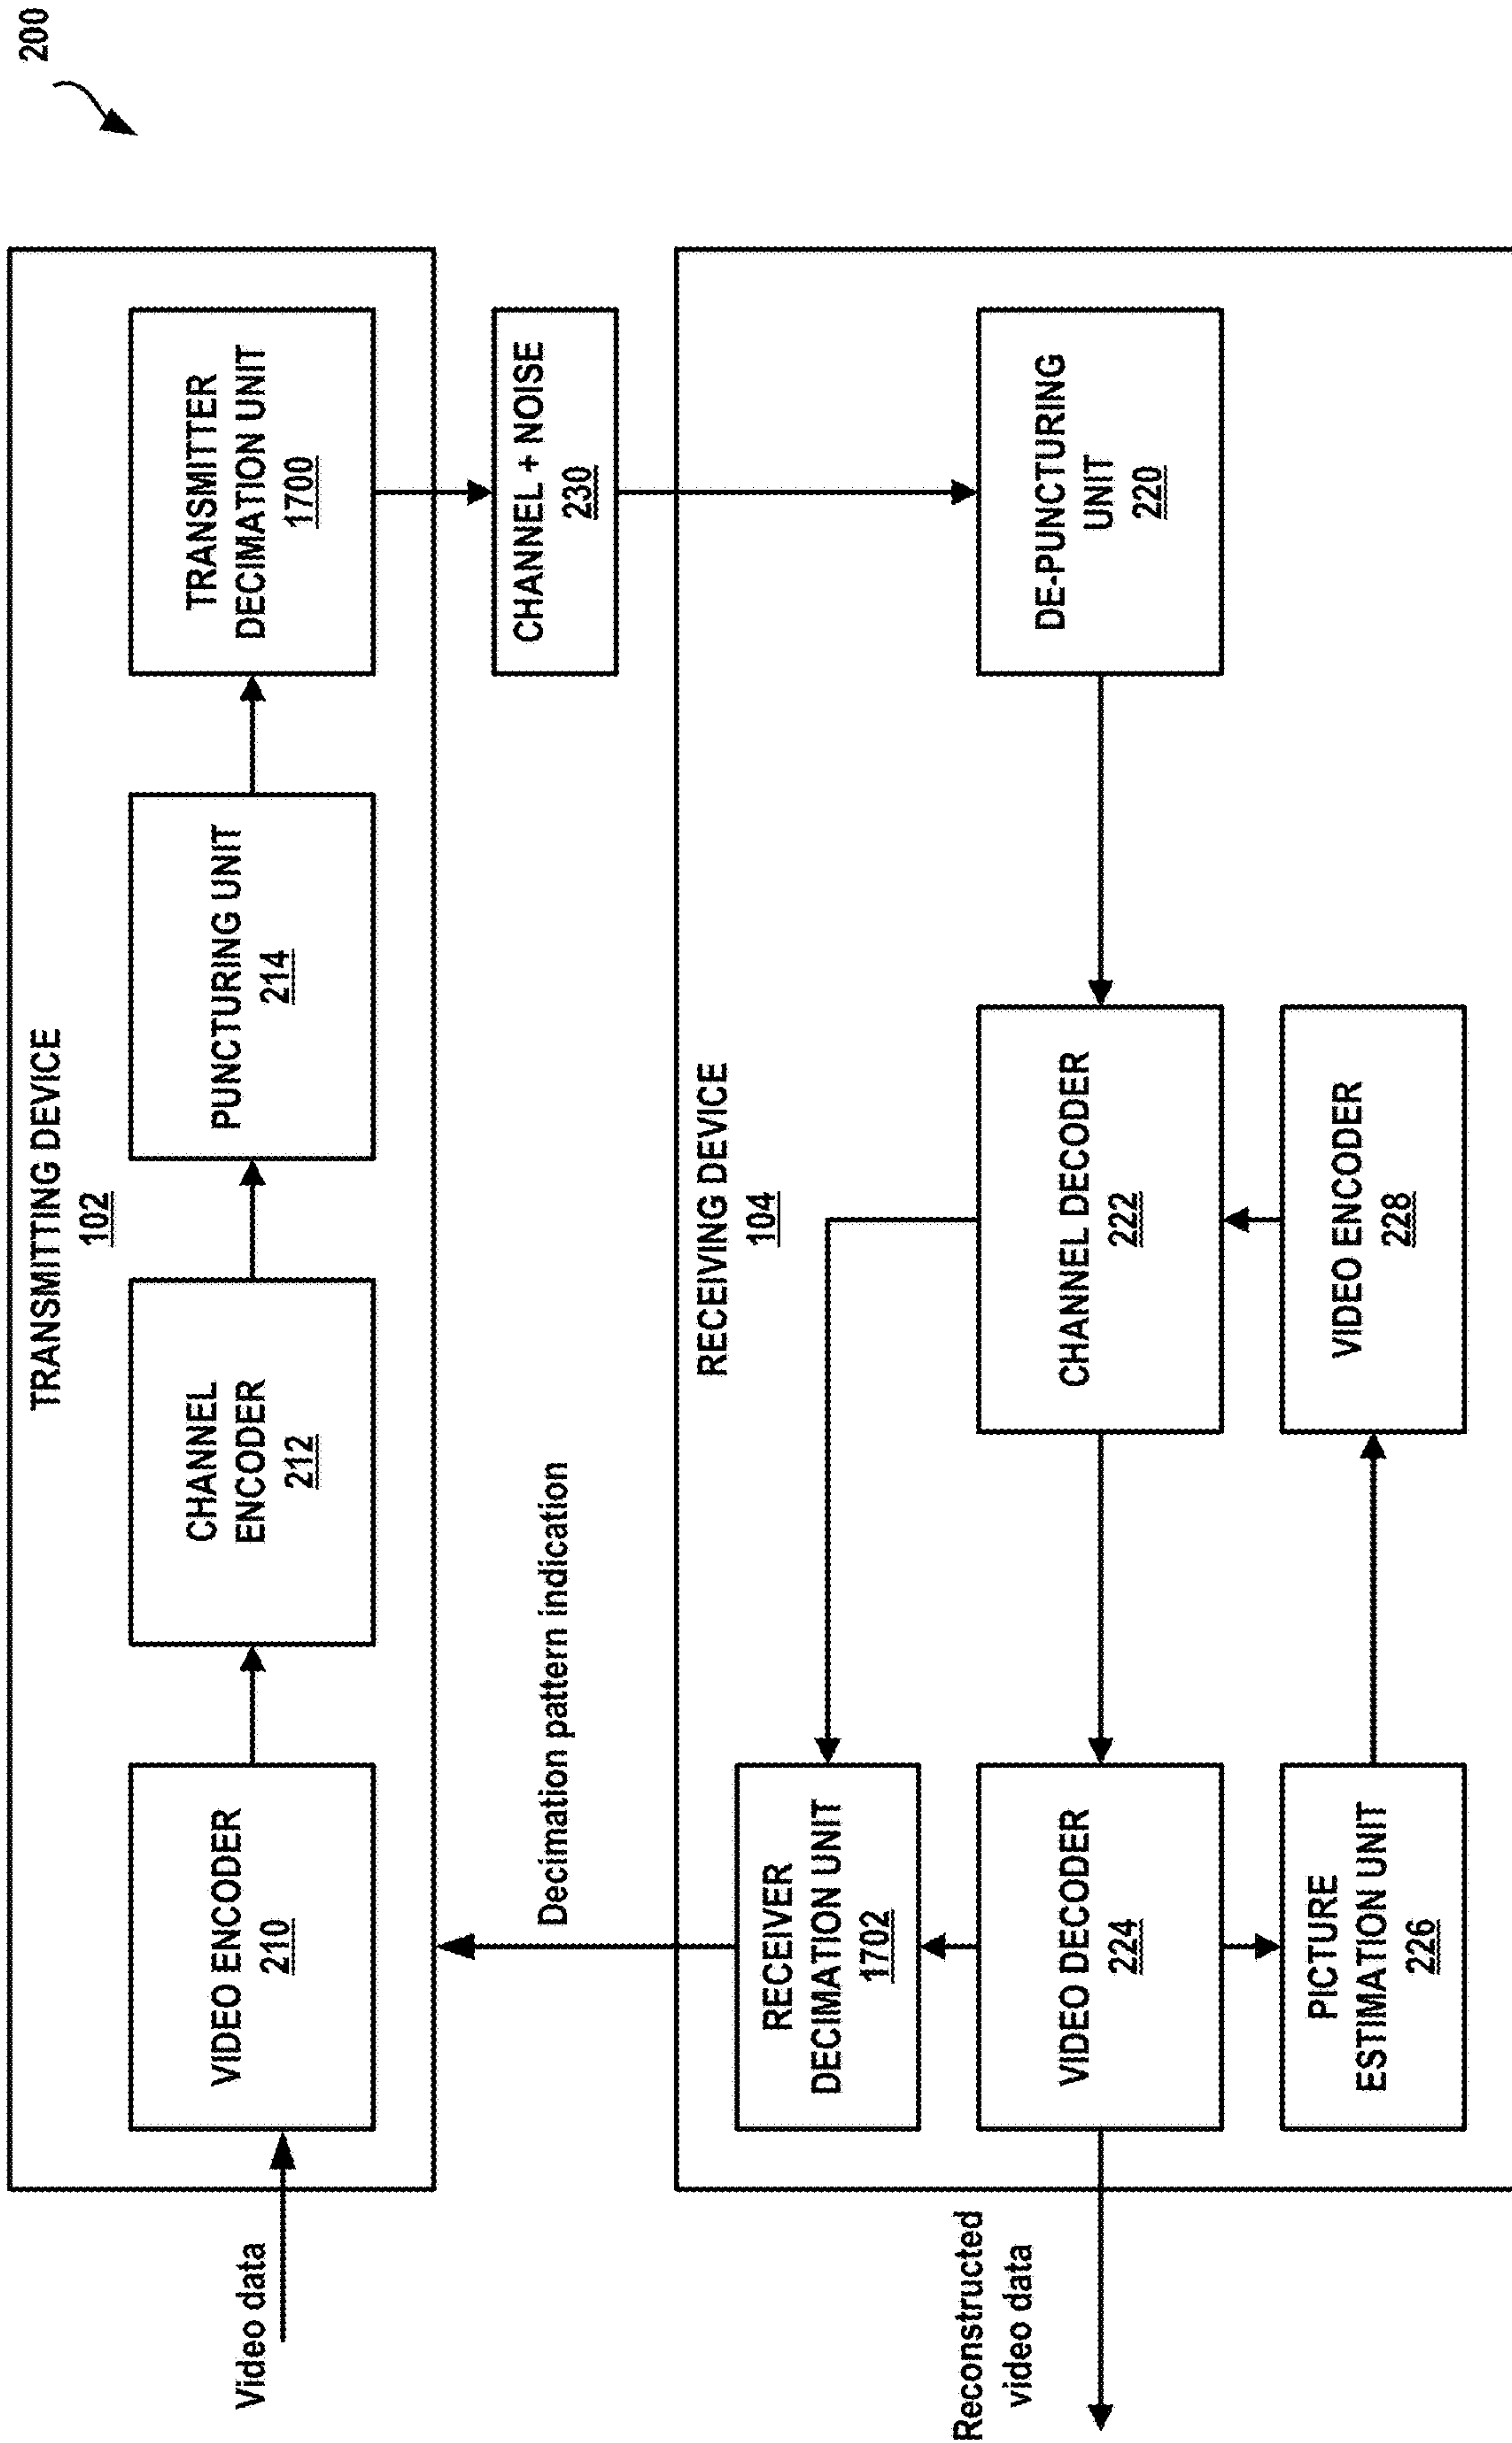 200
TRANSMITTING DEVICE
102
Video data
VIDEO ENCODER
210
CHANNEL
ENCODER
212
PUNCTURING UNIT
214
TRANSMITTER
DECIMATION UNIT
1700
Decimation pattern indication
CHANNEL + NOISE
230
RECEIVING DEVICE
104
RECEIVER
DECIMATION UNIT
1702
Reconstructed
video data
VIDEO DECODER
224
CHANNEL DECODER
222
DE-PUNCTURING
UNIT
220
PICTURE
ESTIMATION UNIT
226
VIDEO ENCODER
228